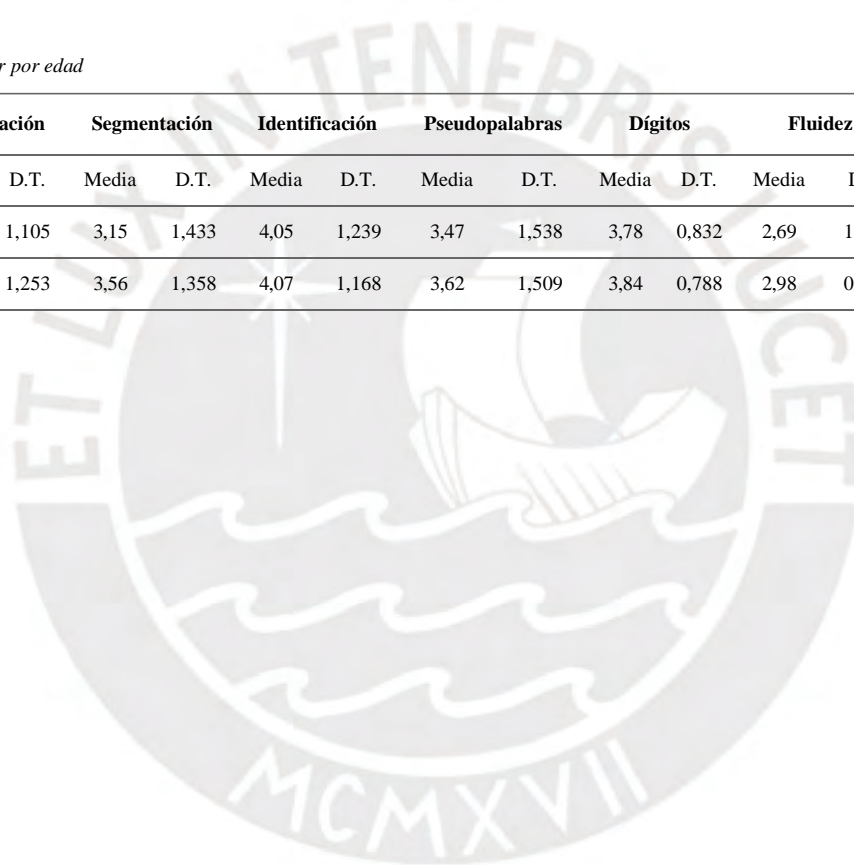 r por edad
ación Segmentación Identificación Pseudopalabras Dígitos Fluidez
D.T. Media D.T. Media D.T. Media D.T. Media D.T. Media
1,105 3,15 1,433 4,05 1,239 3,47 1,538 3,78 0,832 2,69 1
1,253 3,56 1,358 4,07 1,168 3,62 1,509 3,84 0,788 2,98 0
ET LUX IN TENEBRIS LUCET
MCMXVII